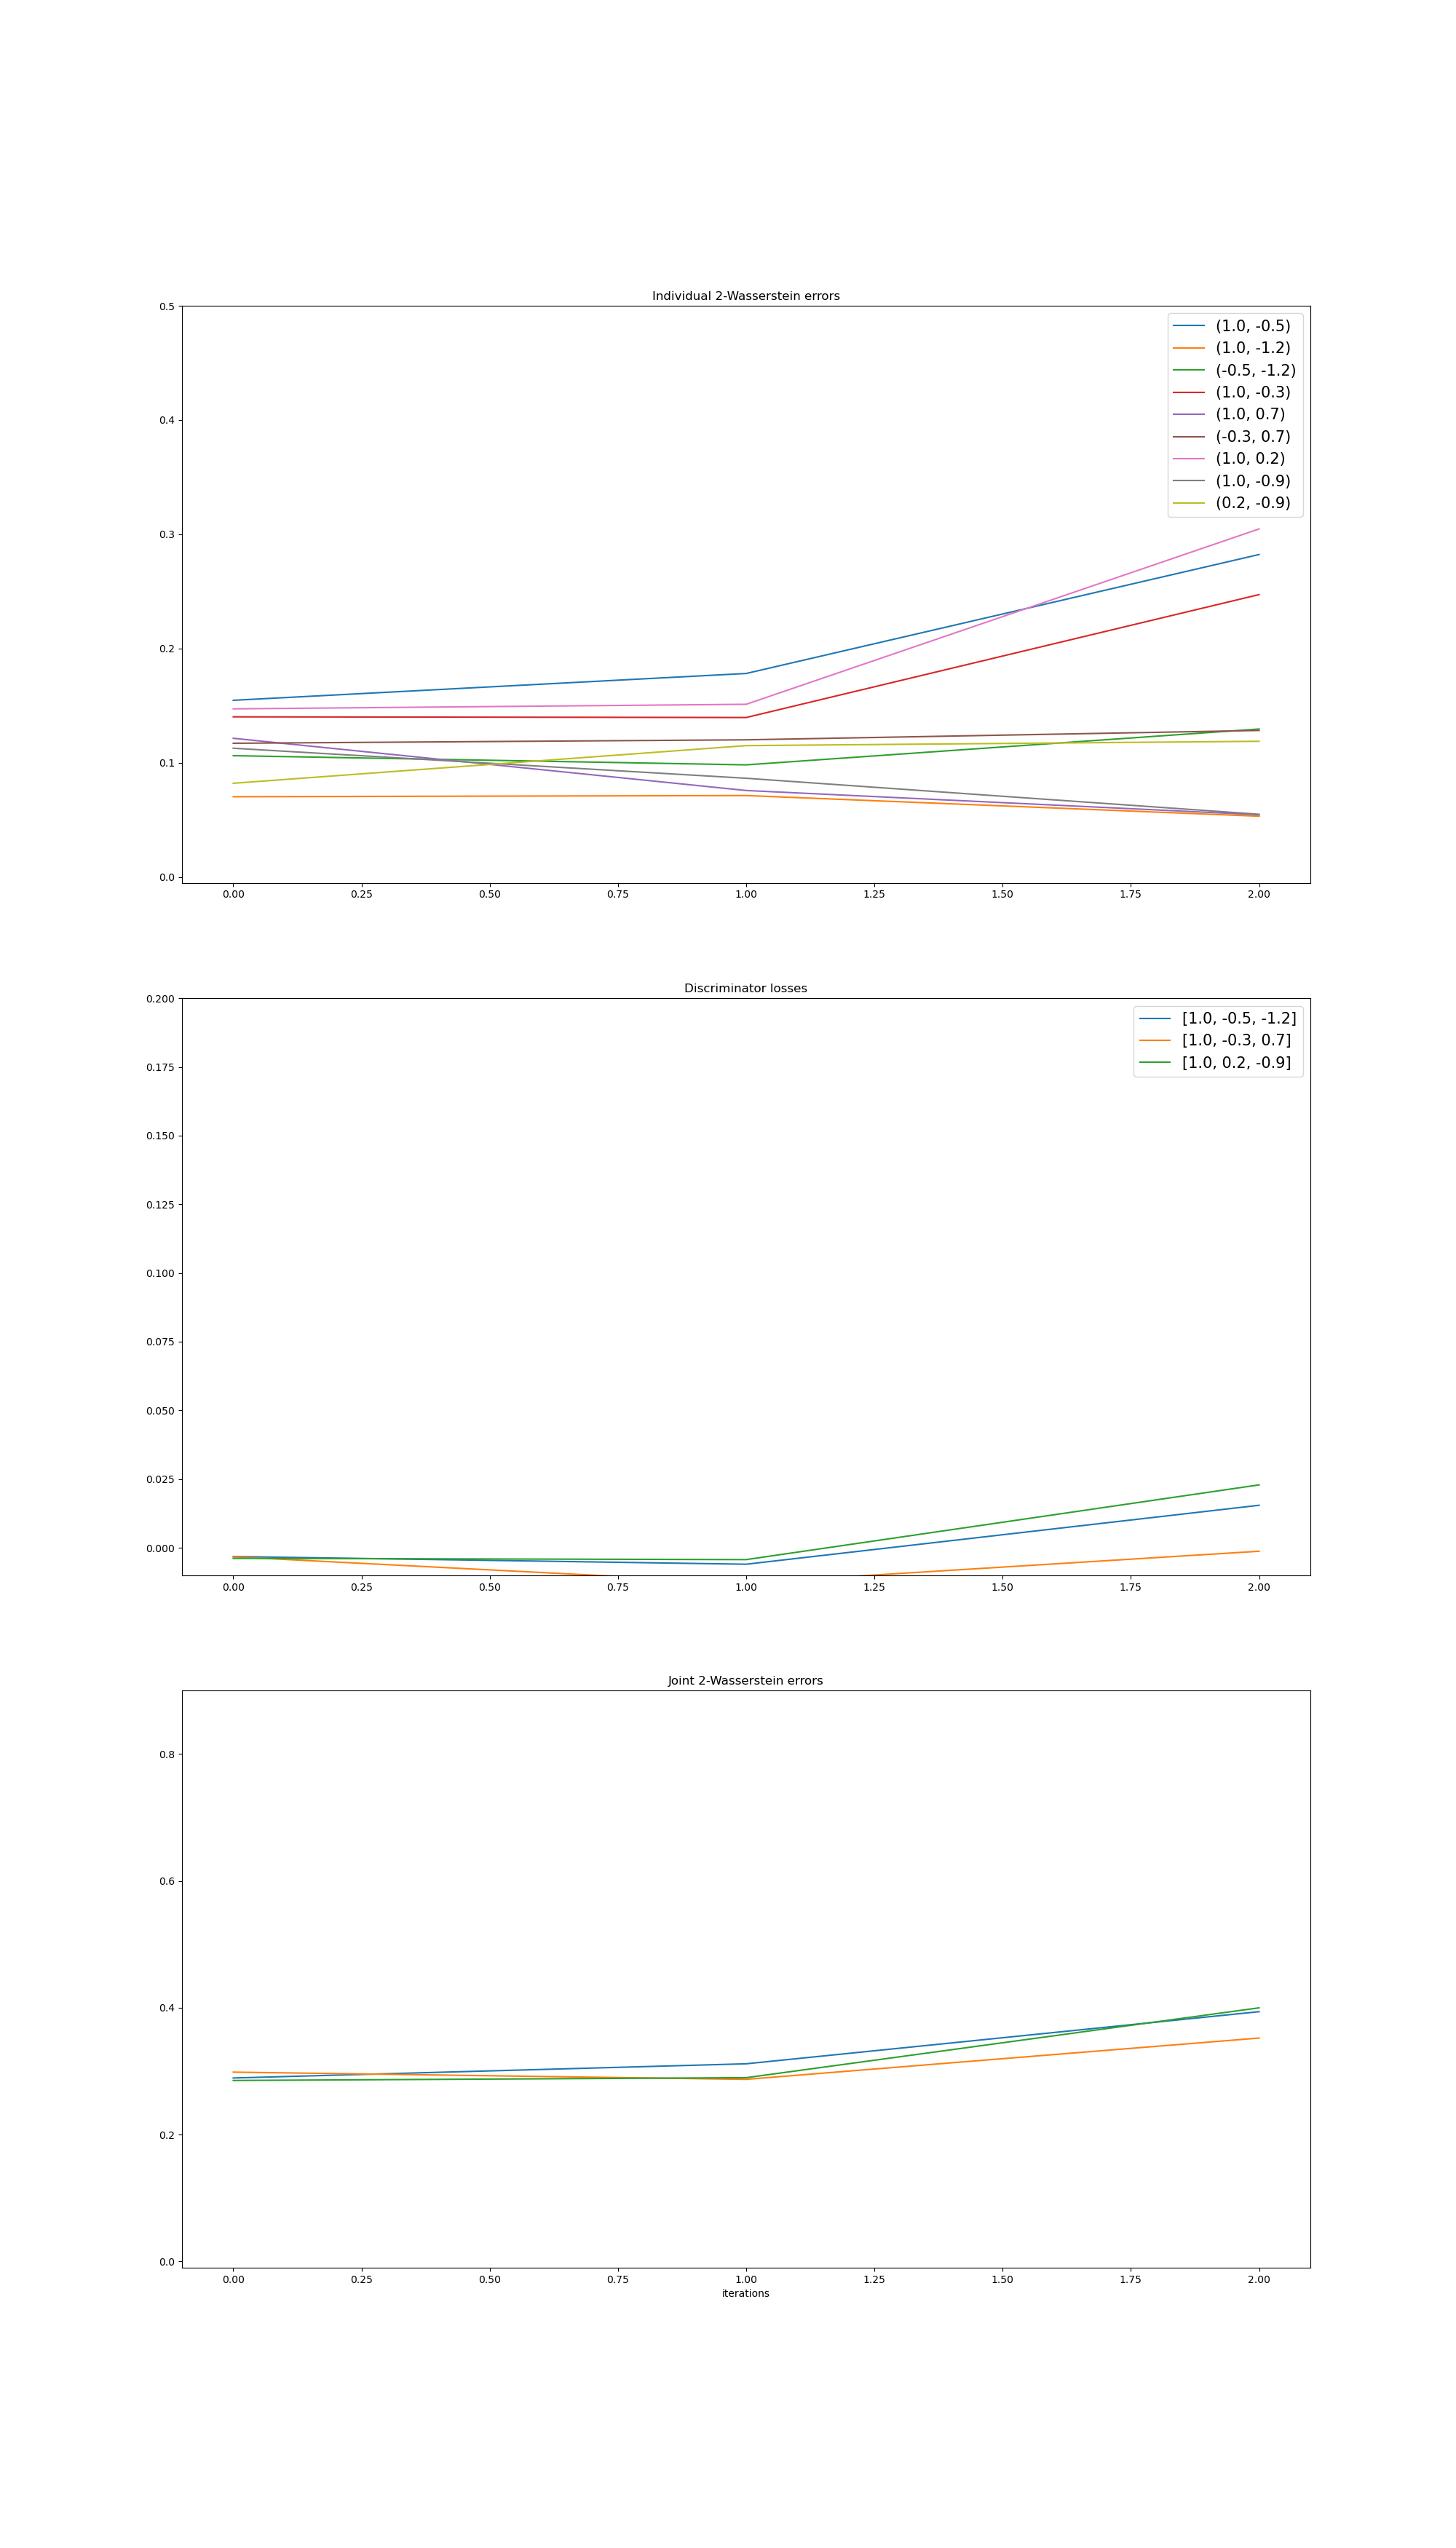 Individual 2-Wasserstein errors
0.5
0.4
0.3
0.2
0.1
0.0
(1.0, -0.5)
(1.0, -1.2)
(-0.5, -1.2)
(1.0, -0.3)
(1.0, 0.7)
(-0.3, 0.7)
(1.0, 0.2)
(1.0, -0.9)
(0.2, -0.9)
0.00 0.25 0.50 0.75 1.00 1.25 1.50 1.75 2.00
Discriminator losses
0.200
0.175
0.150
0.125
0.100
0.075
0.050
0.025
0.000
[1.0, -0.5, -1.2]
[1.0, -0.3, 0.7]
[1.0, 0.2, -0.9]
0.00 0.25 0.50 0.75 1.00 1.25 1.50 1.75 2.00
Joint 2-Wasserstein errors
0.8
0.6
0.4
0.2
0.0
0.00 0.25 0.50 0.75 1.00 1.25 1.50 1.75 2.00
iterations